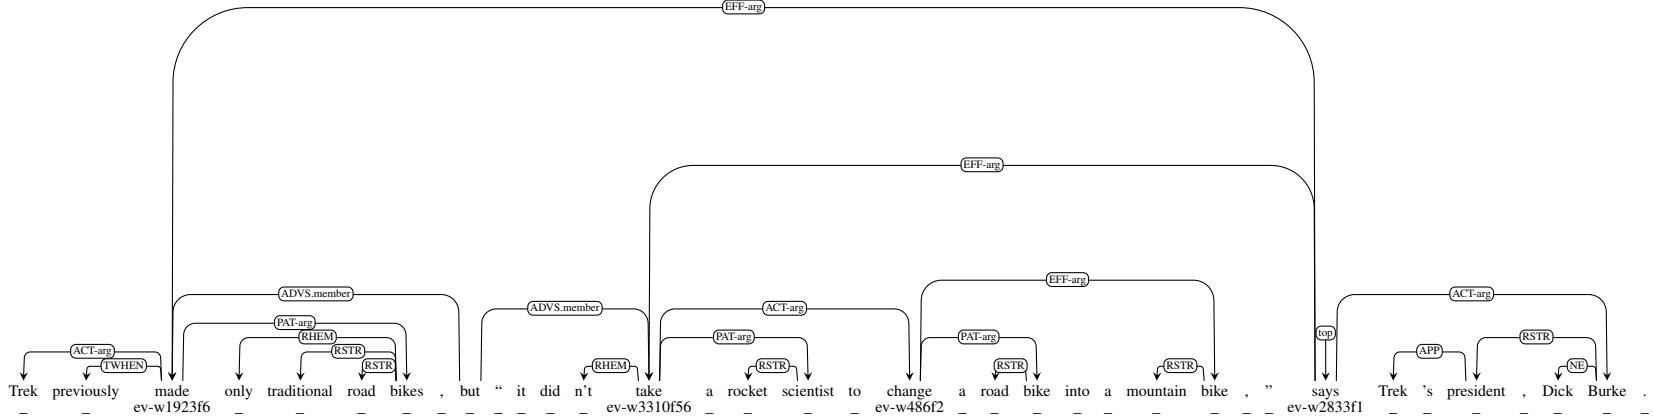 EFF-arg
EFF-arg
EFF-arg
ADVS.member ACT-arg
ADVS.member ACT-arg
PAT-arg
top
RHEM PAT-arg PAT-arg RSTR
ACT-arg RSTR APP
TWHEN RSTR RHEM RSTR RSTR RSTR NE
Trek previously made only traditional road bikes , but “ it did n’t take a rocket scientist to change a road bike into a mountain bike , ” says Trek ’s president , Dick Burke .
_ _ ev-w1923f6 _ _ _ _ _ _ _ _ _ _ ev-w3310f56 _ _ _ _ ev-w486f2 _ _ _ _ _ _ _ _ _ ev-w2833f1 _ _ _ _ _ _ _